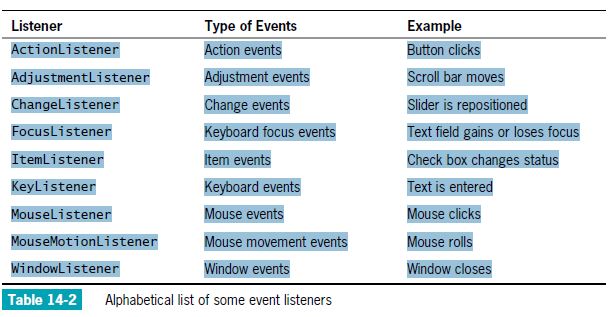 Listener Type of Events Example
ActionListener Action events Button clicks
AdjustmentListener Adjustment events Scroll bar moves
ChangeListener Change events Slider is repositioned
FocusListener Keyboard focus events Text field gains or loses focus
ItemListener Item events Check box changes status
KeyListener Keyboard events Text is entered
MouseListener Mouse events Mouse clicks
MouseMotionListener Mouse movement events Mouse rolls
WindowListener Window events Window closes
Table 14-2 Alphabetical list of some event listeners